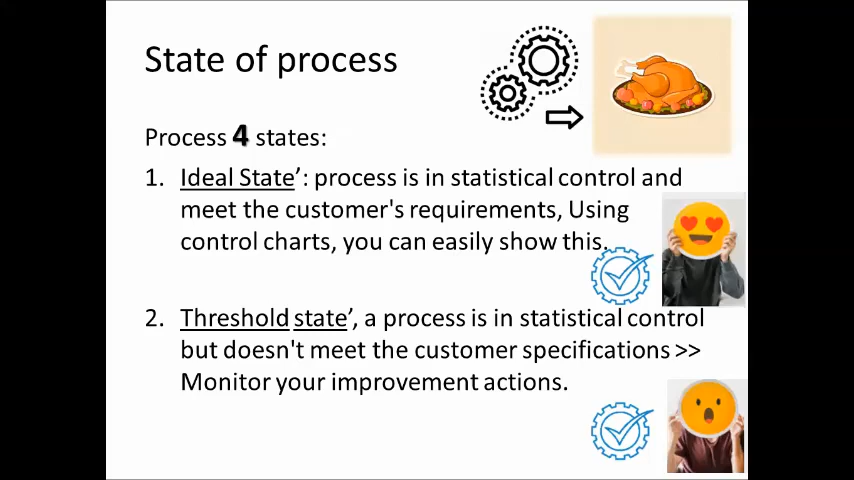 State of process
Process 4 states:
1. Ideal State’: process is in statistical control and
meet the customer's requirements, Using
control charts, you can easily show this.
2. Threshold state’, a process is in statistical control
but doesn't meet the customer specifications >>
Monitor your improvement actions.